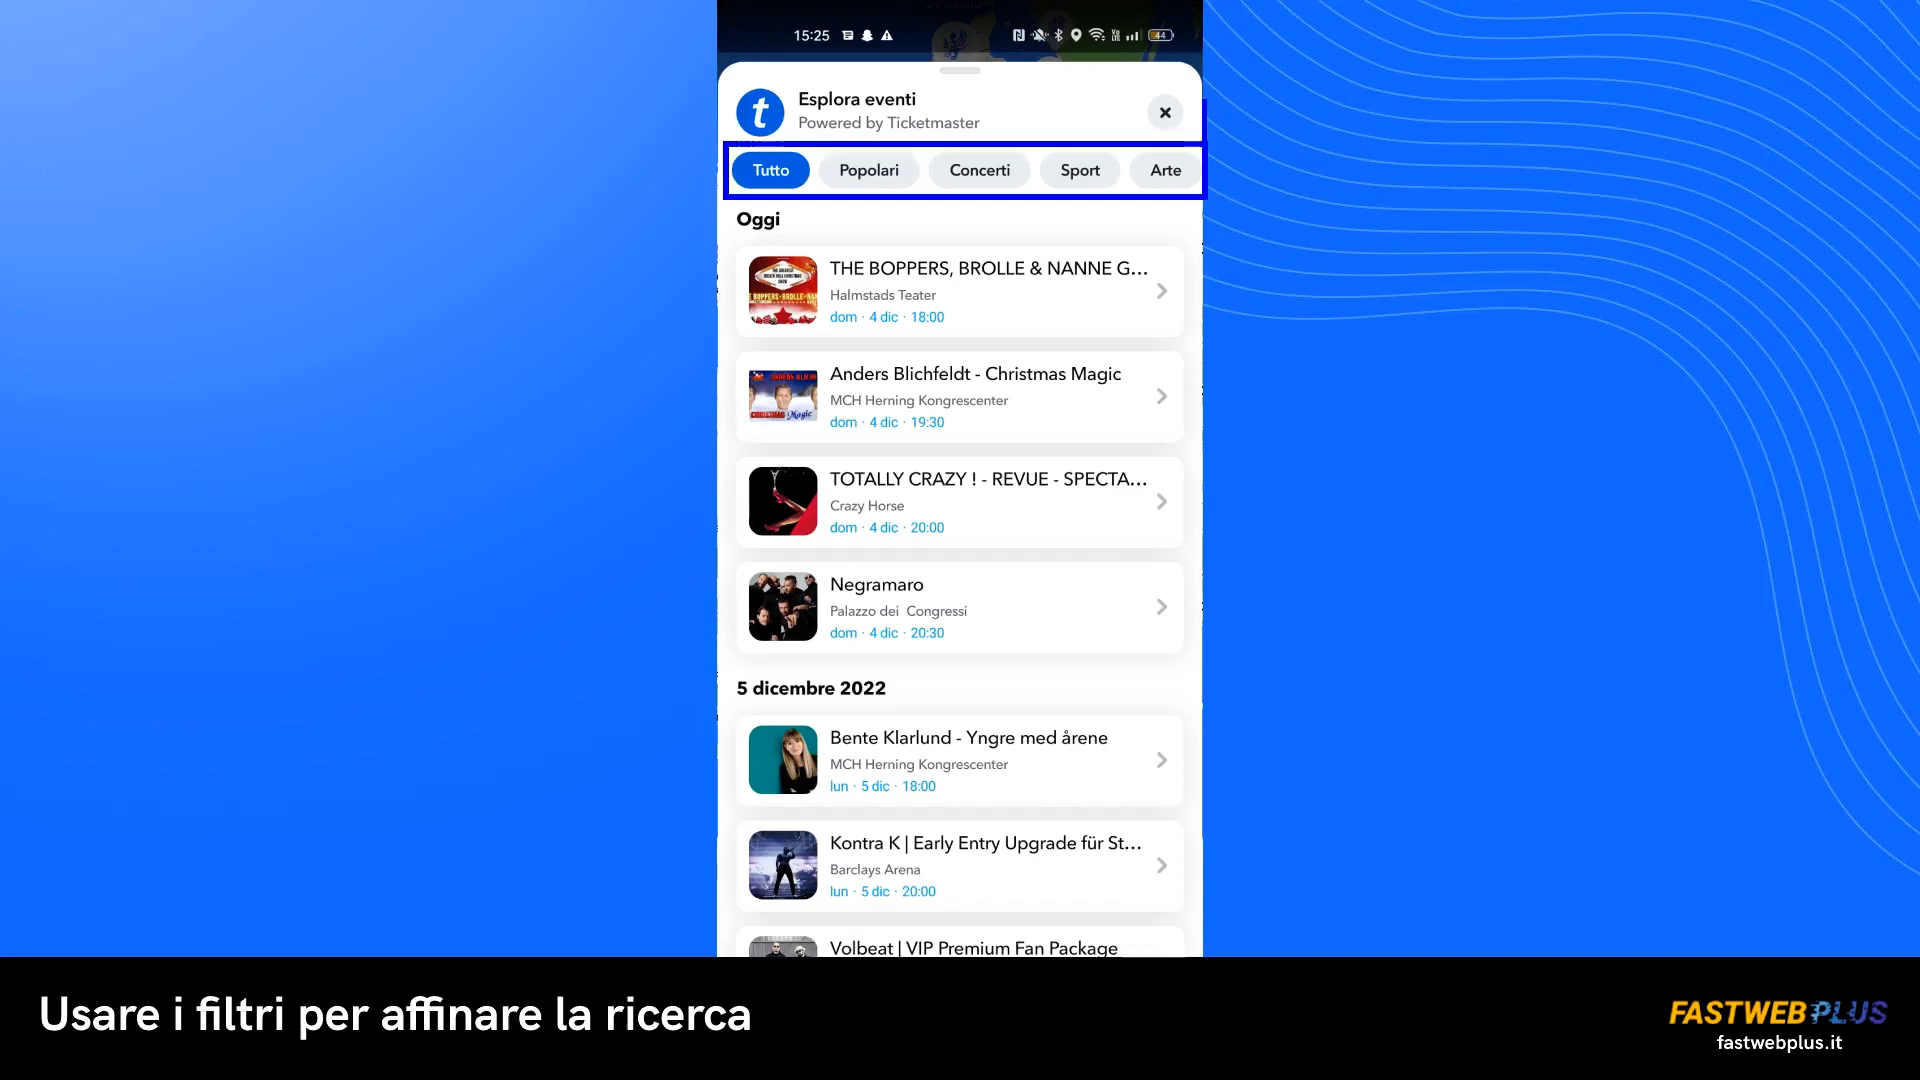 15:25
44
Esplora eventi
Powered by Ticketmaster
Tutto
Popolari
Concerti
Sport
Arte
Oggi
THE BOPPERS, BROLLE & NANNE G...
Halmstads Teater
dom · 4 dic · 18:00
Anders Blichfeldt - Christmas Magic
MCH Herning Kongrescenter
dom · 4 dic · 19:30
TOTALLY CRAZY ! - REVUE - SPECTA...
Crazy Horse
dom · 4 dic · 20:00
Negramaro
Palazzo dei Congressi
dom · 4 dic · 20:30
5 dicembre 2022
Bente Klarlund - Yngre med årene
MCH Herning Kongrescenter
lun · 5 dic · 18:00
Kontra K | Early Entry Upgrade für St...
Barclays Arena
lun · 5 dic · 20:00
Volbeat | VIP Premium Fan Package
Usare i filtri per affinare la ricerca
FASTWEB PLUS
fastwebplus.it